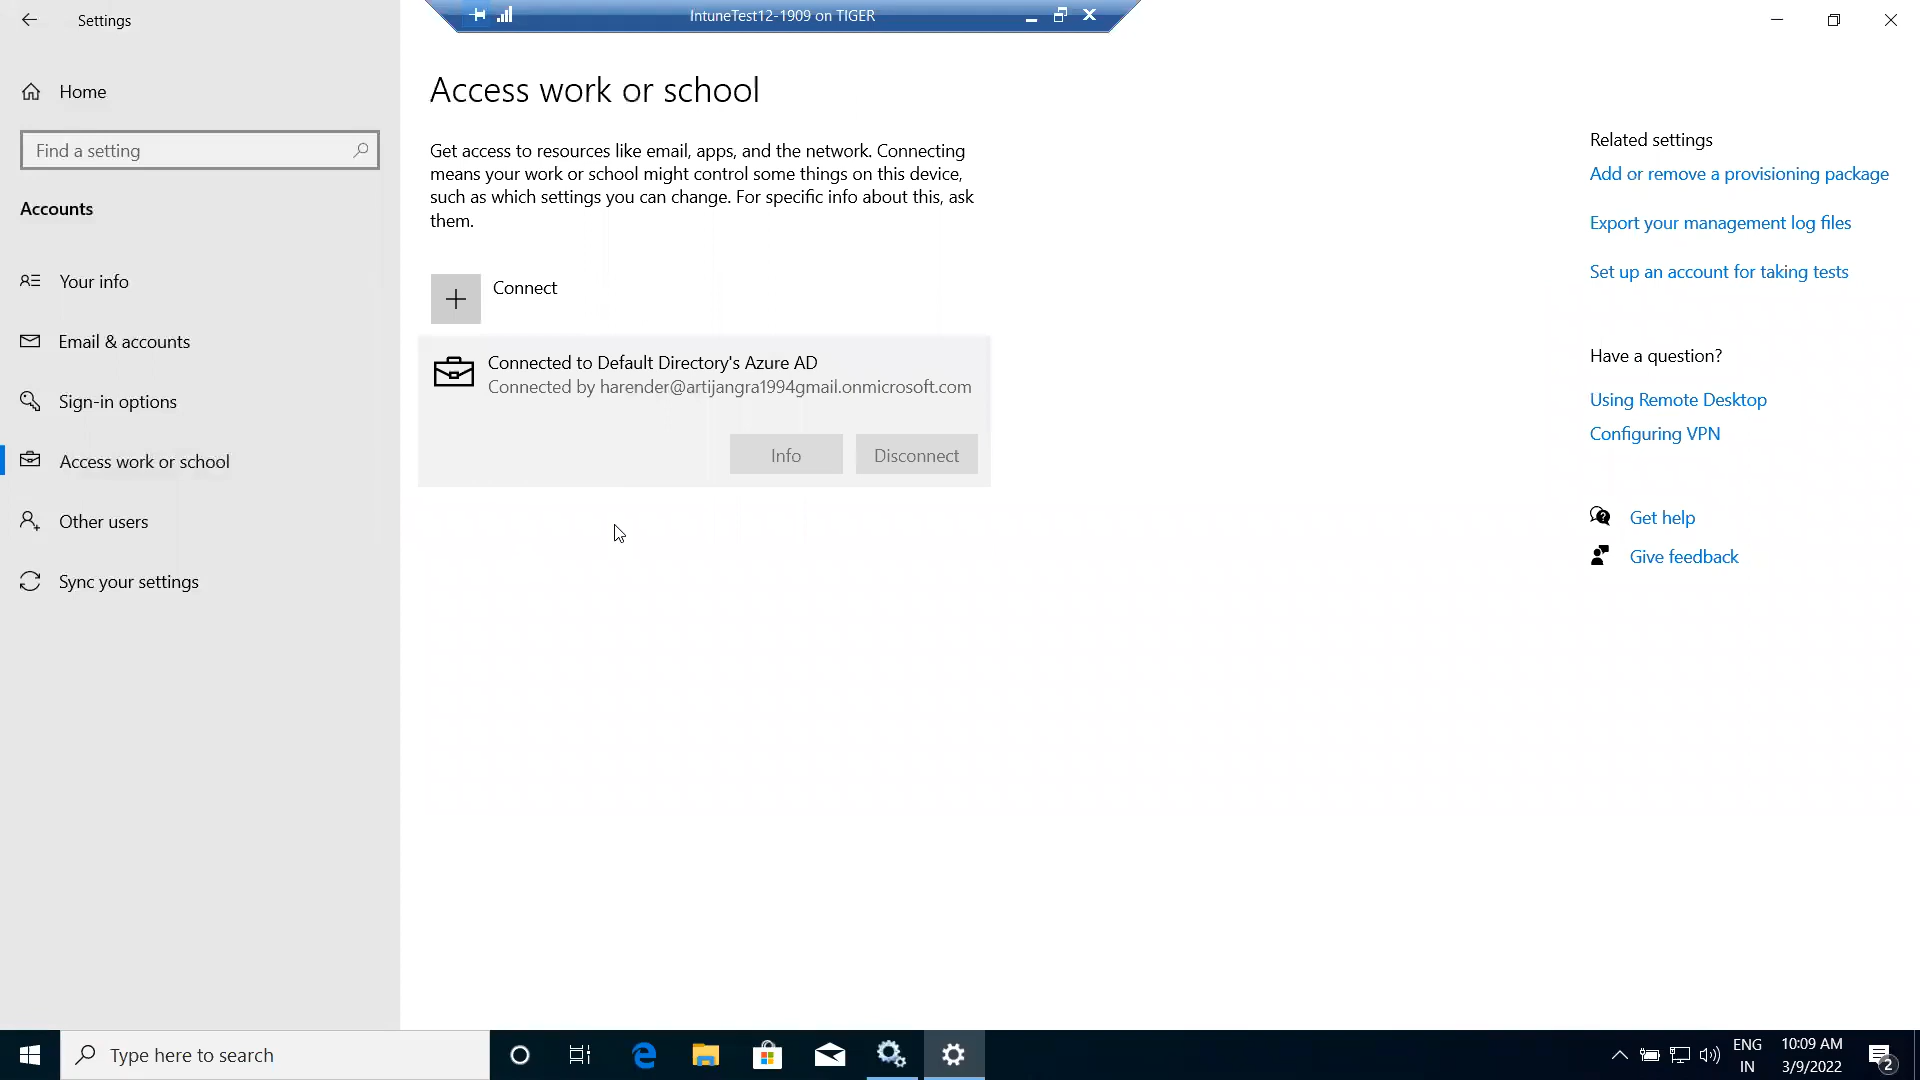 Settings
IntuneTest12-1909 on TIGER
Home
Find a setting
Accounts
Your info
Email & accounts
Sign-in options
Access work or school
Other users
Sync your settings
Access work or school
Get access to resources like email, apps, and the network. Connecting
means your work or school might control some things on this device,
such as which settings you can change. For specific info about this, ask
them.
Connect
Connected to Default Directory's Azure AD
Connected by harender@artijangra1994gmail.onmicrosoft.com
Info
Disconnect
Related settings
Add or remove a provisioning package
Export your management log files
Set up an account for taking tests
Have a question?
Using Remote Desktop
Configuring VPN
Get help
Give feedback
Type here to search
ENG
IN
10:09 AM
3/9/2022
2